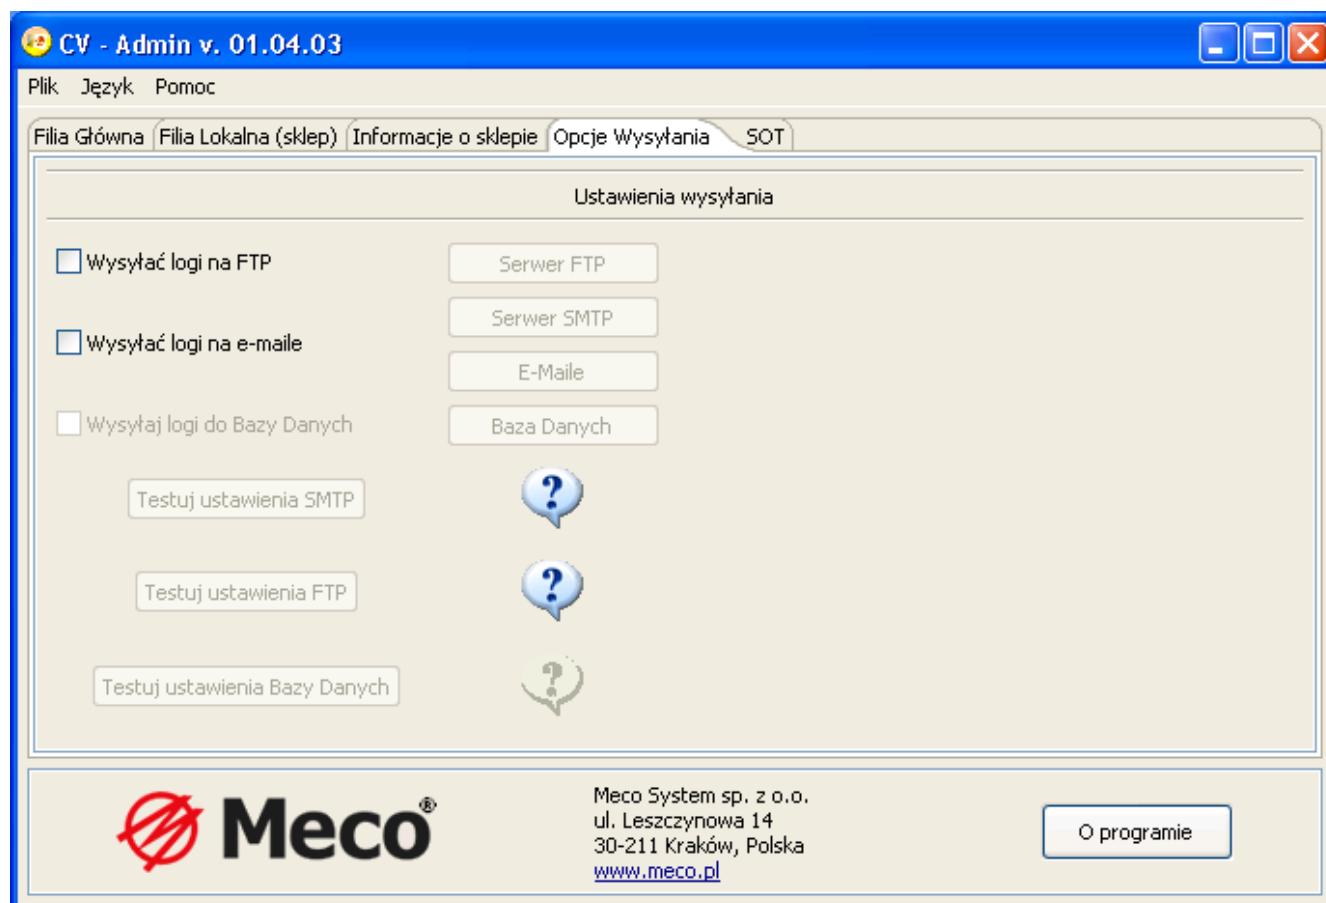 CV - Admin v. 01.04.03
Plik Język Pomoc
Filia Główna Filia Lokalna (sklep) Informacje o sklepie Opcje Wysyłania SOT
Ustawienia wysyłania
Wysyłać logi na FTP
Serwer FTP
Serwer SMTP
Wysyłać logi na e-maile
E-Maile
Wysyłaj logi do Bazy Danych
Baza Danych
Testuj ustawienia SMTP
?
Testuj ustawienia FTP
?
Testuj ustawienia Bazy Danych
?
Meco®
Meco System sp. z o.o.
ul. Leszczynowa 14
30-211 Kraków, Polska
www.meco.pl
O programie